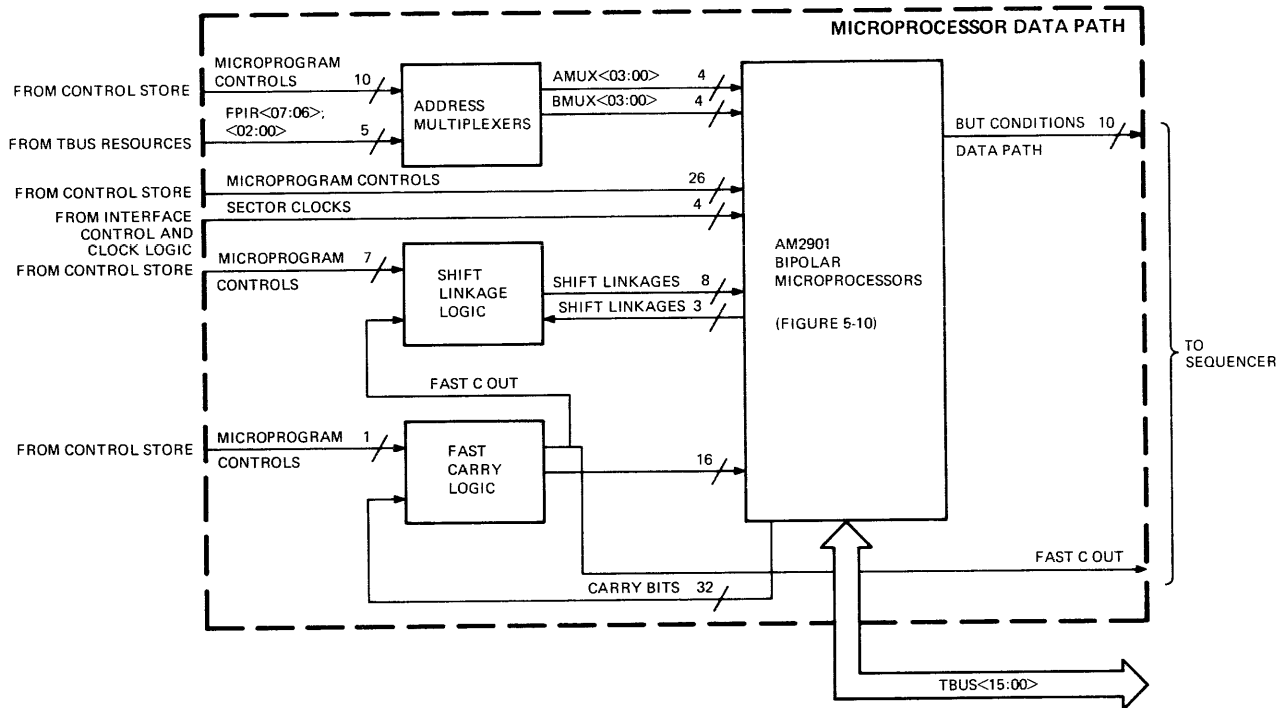 MICROPROCESSOR DATA PATH
MICROPROGRAM
CONTROLS 10
FROM CONTROL STORE
FPIR<07:06>;
<02:00> 5
FROM TBUS RESOURCES
ADDRESS
MULTIPLEXERS
AMUX<03:00> 4
BMUX<03:00> 4
BUT CONDITIONS 10
DATA PATH
FROM CONTROL STORE
MICROPROGRAM CONTROLS
26
SECTOR CLOCKS
4
FROM INTERFACE
CONTROL AND
CLOCK LOGIC
FROM CONTROL STORE
MICROPROGRAM 7
CONTROLS
SHIFT
LINKAGE
LOGIC
SHIFT LINKAGES 8
SHIFT LINKAGES 3
AM2901
BIPOLAR
MICROPROCESSORS
(FIGURE 5-10)
TO
SEQUENCER
FAST C OUT
FROM CONTROL STORE
MICROPROGRAM 1
CONTROLS
FAST
CARRY
LOGIC
16
FAST C OUT
CARRY BITS 32
TBUS<15:00>